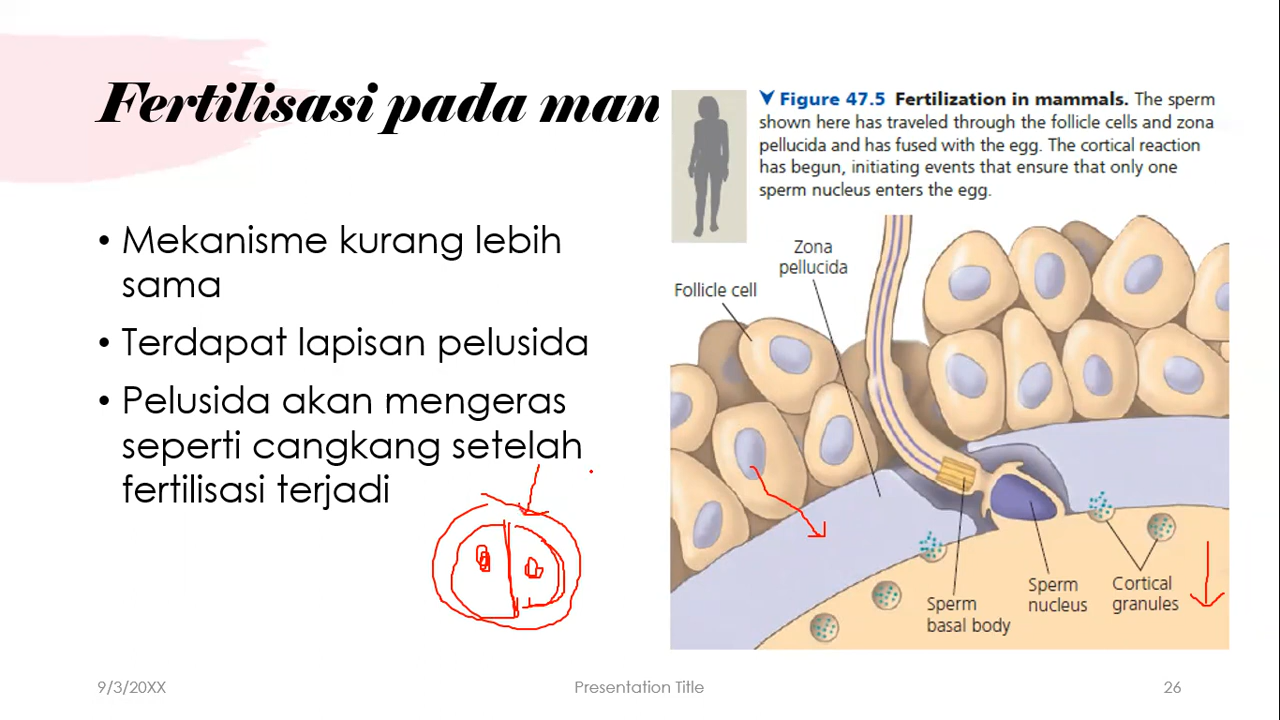 Fertilisasi pada man
Figure 47.5 Fertilization in mammals. The sperm
shown here has traveled through the follicle cells and zona
pellucida and has fused with the egg. The cortical reaction
has begun, initiating events that ensure that only one
sperm nucleus enters the egg.
• Mekanisme kurang lebih
sama
• Terdapat lapisan pelusida
• Pelusida akan mengeras
seperti cangkang setelah
fertilisasi terjadi
Zona
pellucida
Follicle cell
Sperm
basal body
Sperm
nucleus
Cortical
granules
9/3/20XX
Presentation Title
26